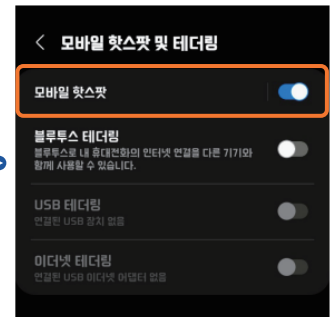 모바일 핫스팟 및 테더링
모바일 핫스팟
블루투스 테더링
블루투스로 내 휴대전화의 인터넷 연결을 다른 기기와
함께 사용할 수 있습니다.
USB 테더링
연결된 USB 장치 없음
이더넷 테더링
연결된 USB 이더넷 어댑터 없음